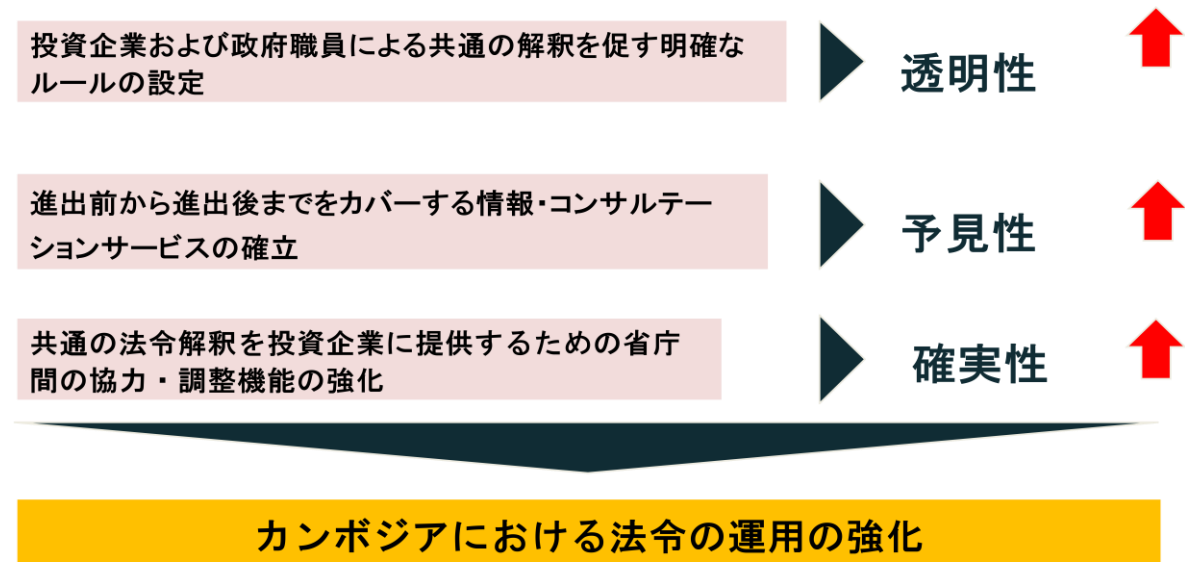 投資企業および政府職員による共通の解釈を促す明確な
ルールの設定
透明性
進出前から進出後までをカバーする情報・コンサルテー
ションサービスの確立
予見性
共通の法令解釈を投資企業に提供するための省庁
間の協力・調整機能の強化
確実性
カンボジアにおける法令の運用の強化